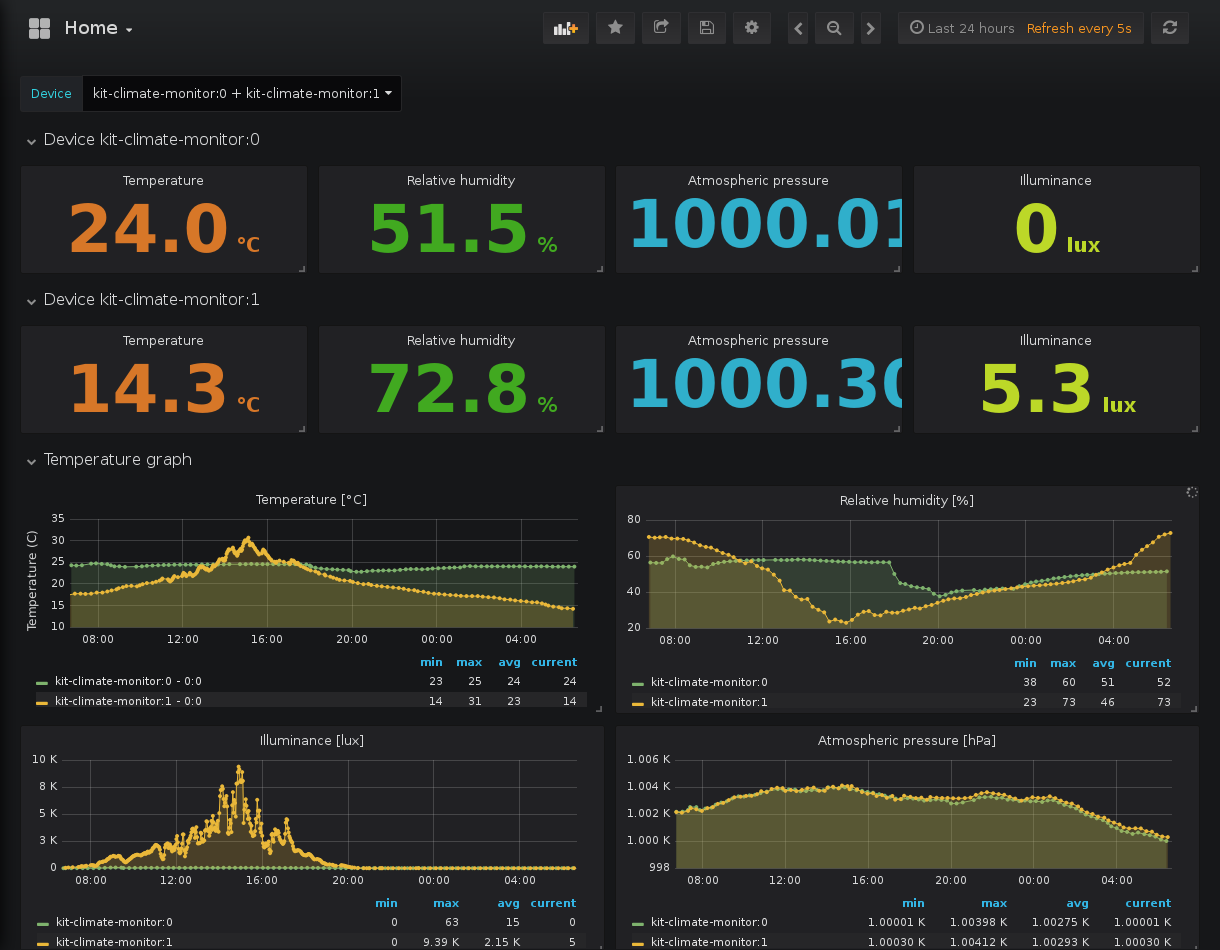 Home
Last 24 hours Refresh every 5s
Device kit-climate-monitor:0 + kit-climate-monitor:1
Device kit-climate-monitor:0
Temperature
24.0 °C
Relative humidity
51.5 %
Atmospheric pressure
1000.01
Illuminance
0 lux
Device kit-climate-monitor:1
Temperature
14.3 °C
Relative humidity
72.8 %
Atmospheric pressure
1000.30
Illuminance
5.3 lux
Temperature graph
Temperature [°C]
Temperature (C)
35
30
25
20
15
10
08:00 12:00 16:00 20:00 00:00 04:00
min max avg current
kit-climate-monitor:0 - 0:0 23 25 24 24
kit-climate-monitor:1 - 0:0 14 31 23 14
Relative humidity [%]
80
60
40
20
08:00 12:00 16:00 20:00 00:00 04:00
min max avg current
kit-climate-monitor:0 38 60 51 52
kit-climate-monitor:1 23 73 46 73
Illuminance [lux]
10 K
8 K
5 K
3 K
0
08:00 12:00 16:00 20:00 00:00 04:00
min max avg current
kit-climate-monitor:0 0 63 15 0
kit-climate-monitor:1 0 9.39 K 2.15 K 5
Atmospheric pressure [hPa]
1.006 K
1.004 K
1.002 K
1.000 K
998
08:00 12:00 16:00 20:00 00:00 04:00
min max avg current
kit-climate-monitor:0 1.00001 K 1.00398 K 1.00275 K 1.00001 K
kit-climate-monitor:1 1.00030 K 1.00412 K 1.00293 K 1.00030 K